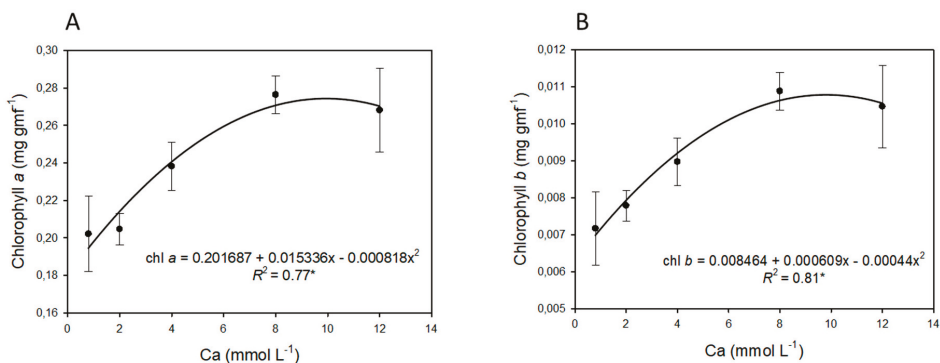 A
0,30
0,28
0,26
0,24
0,22
0,20
0,18
0,16
Chlorophyll a (mg gmf⁻¹)
chl a = 0.201687 + 0.015336x - 0.000818x²
R² = 0.77*
0 2 4 6 8 10 12 14
Ca (mmol L⁻¹)
B
0,012
0,011
0,010
0,009
0,008
0,007
0,006
0,005
Chlorophyll b (mg gmf⁻¹)
chl b = 0.008464 + 0.000609x - 0.00044x²
R² = 0.81*
0 2 4 6 8 10 12 14
Ca (mmol L⁻¹)